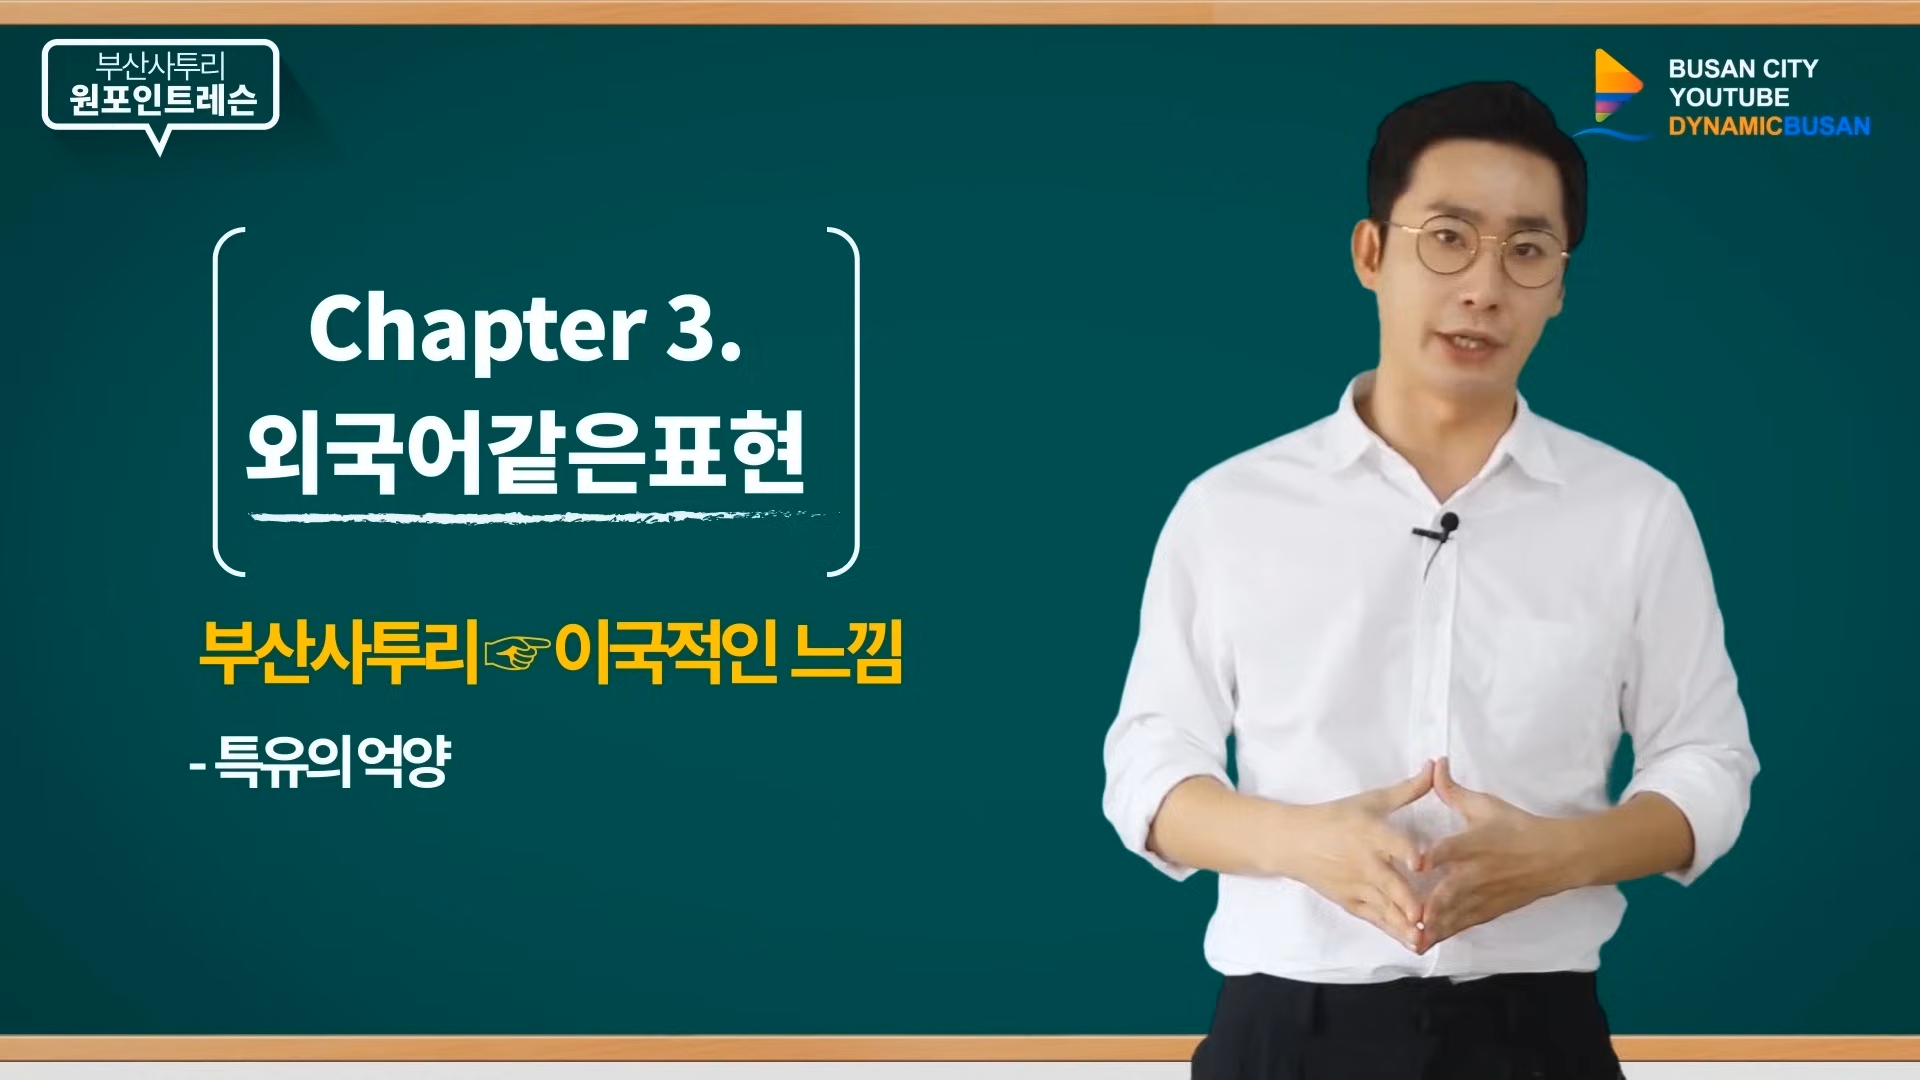 부산사투리
원포인트레슨
BUSAN CITY
YOUTUBE
DYNAMICBUSAN
Chapter 3.
외국어같은표현
부산사투리☞이국적인 느낌
- 특유의 억양